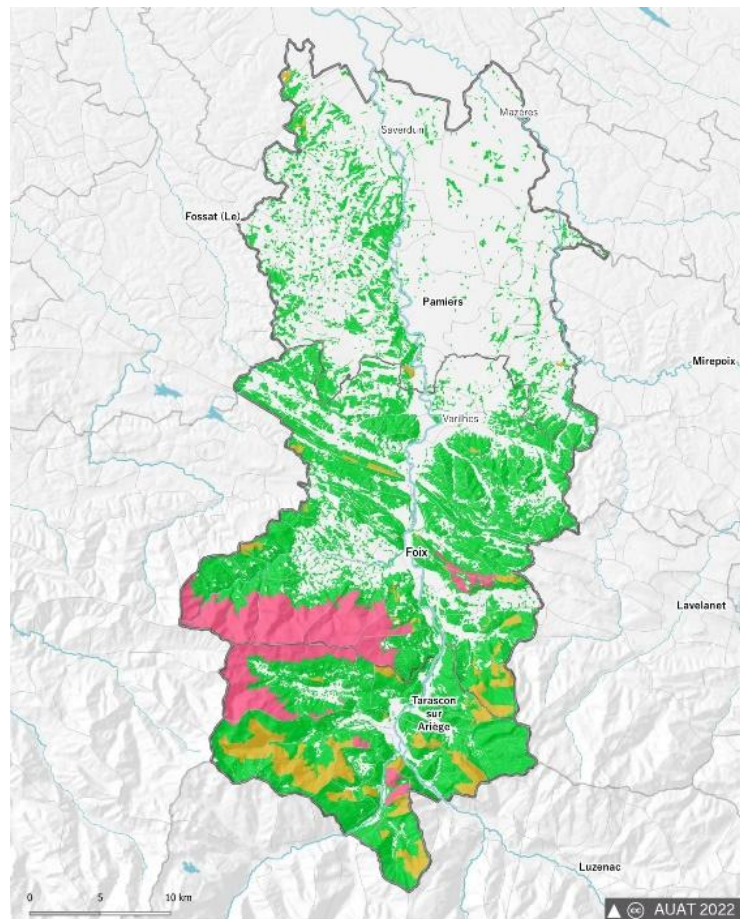 Saverdun
Mazères
Fossat (Le)
Pamiers
Mirepoix
Varilhes
Foix
Lavelanet
Tarascon
sur
Ariège
Luzenac
0 5 10 km
cc AUAT 2022